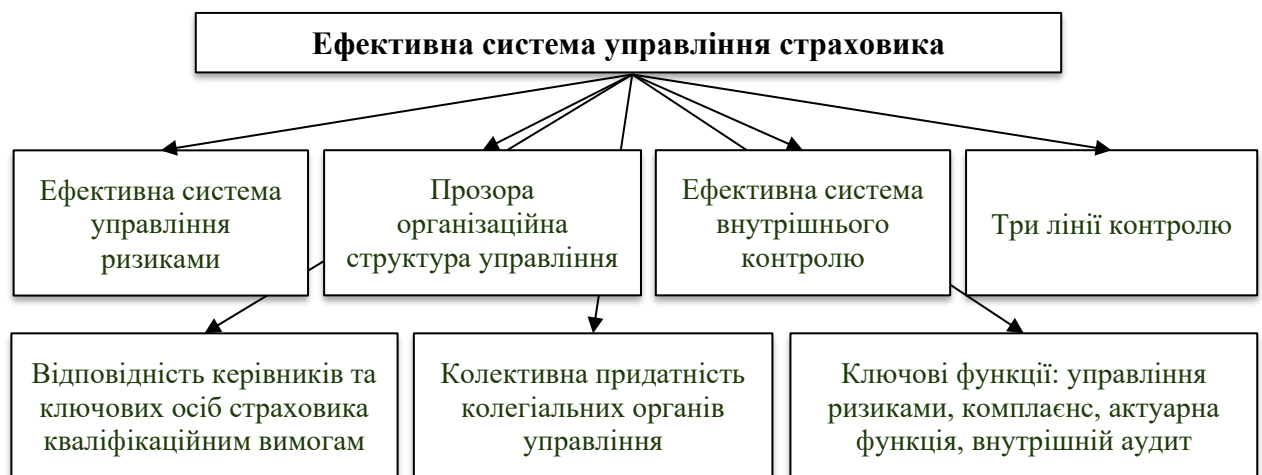 Ефективна система управління страховика
Ефективна система
управління
ризиками
Прозора
організаційна
структура управління
Ефективна система
внутрішнього
контролю
Три лінії контролю
Відповідність керівників та
ключових осіб страховика
кваліфікаційним вимогам
Колективна придатність
колегіальних органів
управління
Ключові функції: управління
ризиками, комплаєнс, актуарна
функція, внутрішній аудит